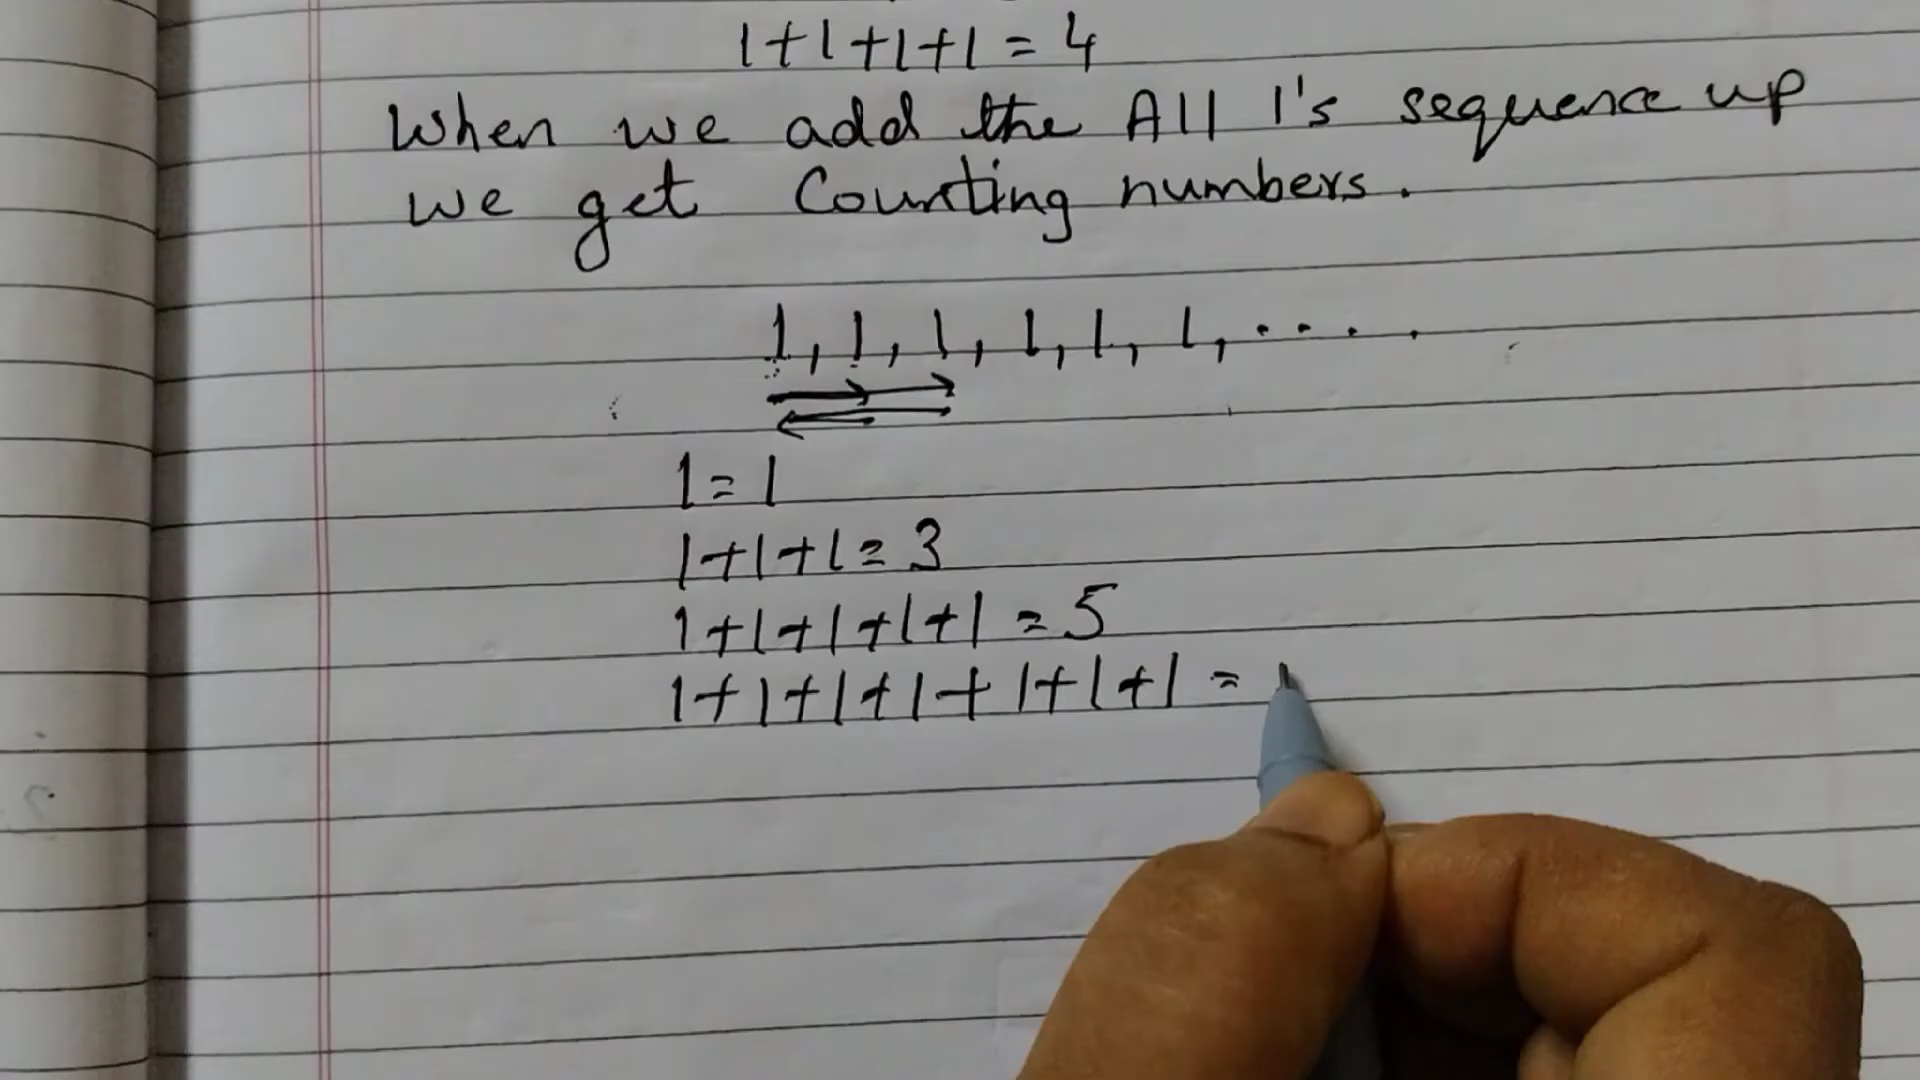 1+1+1+1 = 4
When we add the All 1's sequence up
we get Counting numbers.
1, 1, 1, 1, 1, 1, . . . .
1 = 1
1+1+1 = 3
1+1+1+1+1 = 5
1+1+1+1+1+1+1 =